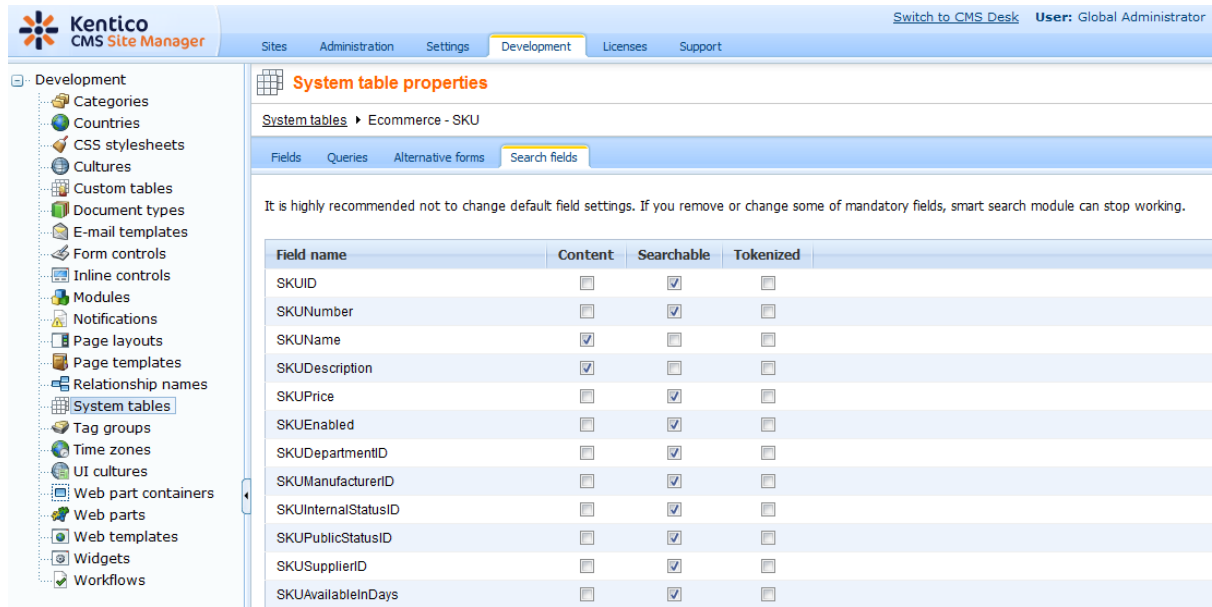 Kentico
CMS Site Manager
Switch to CMS Desk User: Global Administrator
Sites Administration Settings Development Licenses Support
Development
Categories
Countries
CSS stylesheets
Cultures
Custom tables
Document types
E-mail templates
Form controls
Inline controls
Modules
Notifications
Page layouts
Page templates
Relationship names
System tables
Tag groups
Time zones
UI cultures
Web part containers
Web parts
Web templates
Widgets
Workflows
System table properties
System tables Ecommerce - SKU
Fields Queries Alternative forms Search fields
It is highly recommended not to change default field settings. If you remove or change some of mandatory fields, smart search module can stop working.
Field name Content Searchable Tokenized
SKUID
SKUNumber
SKUName
SKUDescription
SKUPrice
SKUEnabled
SKUDepartmentID
SKUManufacturerID
SKUInternalStatusID
SKUPublicStatusID
SKUSupplierID
SKUAvailableInDays